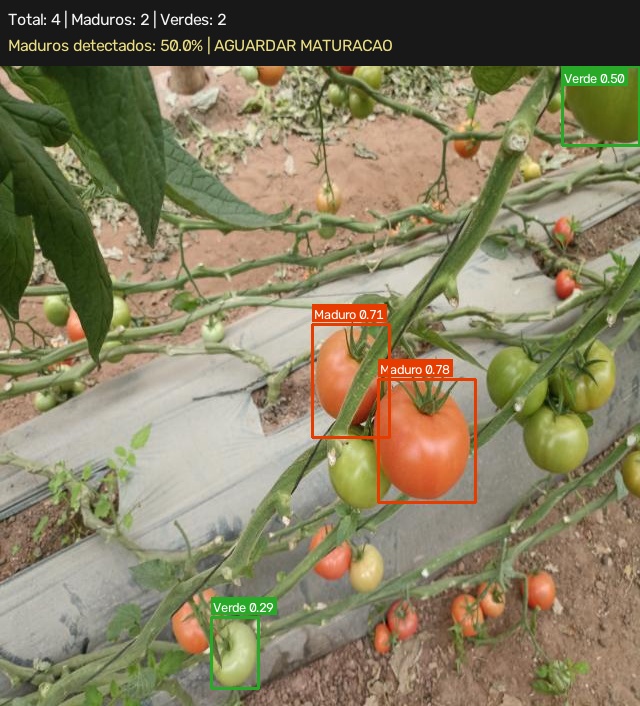 Total: 4 | Maduros: 2 | Verdes: 2
Maduros detectados: 50.0% | AGUARDAR MATURACAO
Verde 0.50
Maduro 0.71
Maduro 0.78
Verde 0.29